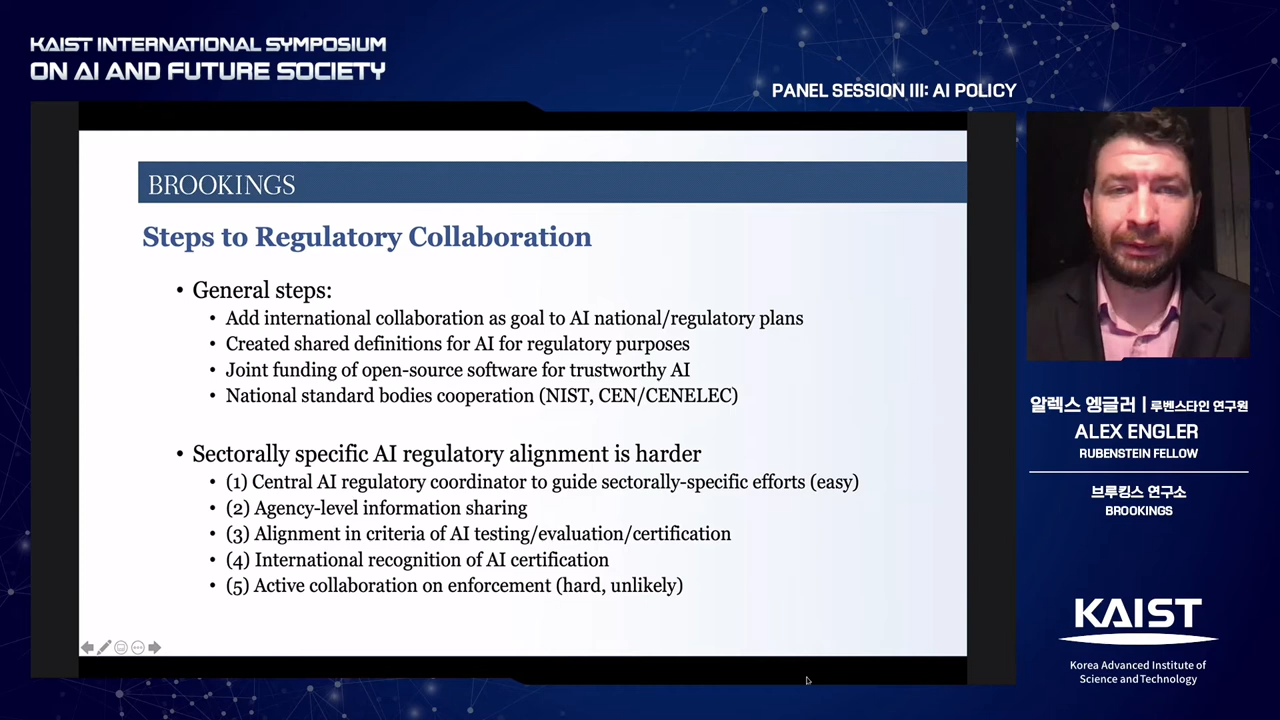 KAIST INTERNATIONAL SYMPOSIUM
ON AI AND FUTURE SOCIETY
PANEL SESSION III: AI POLICY
BROOKINGS
Steps to Regulatory Collaboration
• General steps:
• Add international collaboration as goal to AI national/regulatory plans
• Created shared definitions for AI for regulatory purposes
• Joint funding of open-source software for trustworthy AI
• National standard bodies cooperation (NIST, CEN/CENELEC)
• Sectorally specific AI regulatory alignment is harder
• (1) Central AI regulatory coordinator to guide sectorally-specific efforts (easy)
• (2) Agency-level information sharing
• (3) Alignment in criteria of AI testing/evaluation/certification
• (4) International recognition of AI certification
• (5) Active collaboration on enforcement (hard, unlikely)
알렉스 엥글러 | 루벤스타인 연구원
ALEX ENGLER
RUBENSTEIN FELLOW
브루킹스 연구소
BROOKINGS
KAIST
Korea Advanced Institute of
Science and Technology